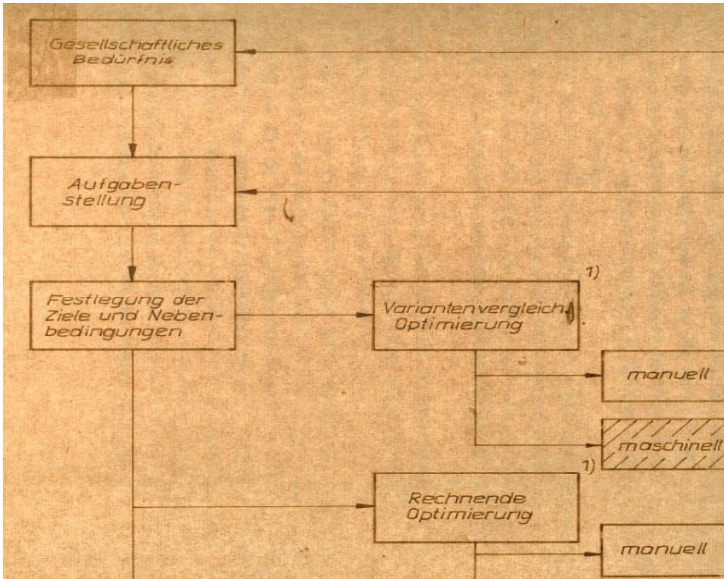 Gesellschaftliches
Bedürfnis
Aufgaben-
stellung
Festlegung der
Ziele und Neben-
bedingungen
1)
Variantenvergleich
Optimierung
manuell
maschinell
1)
Rechnende
Optimierung
manuell